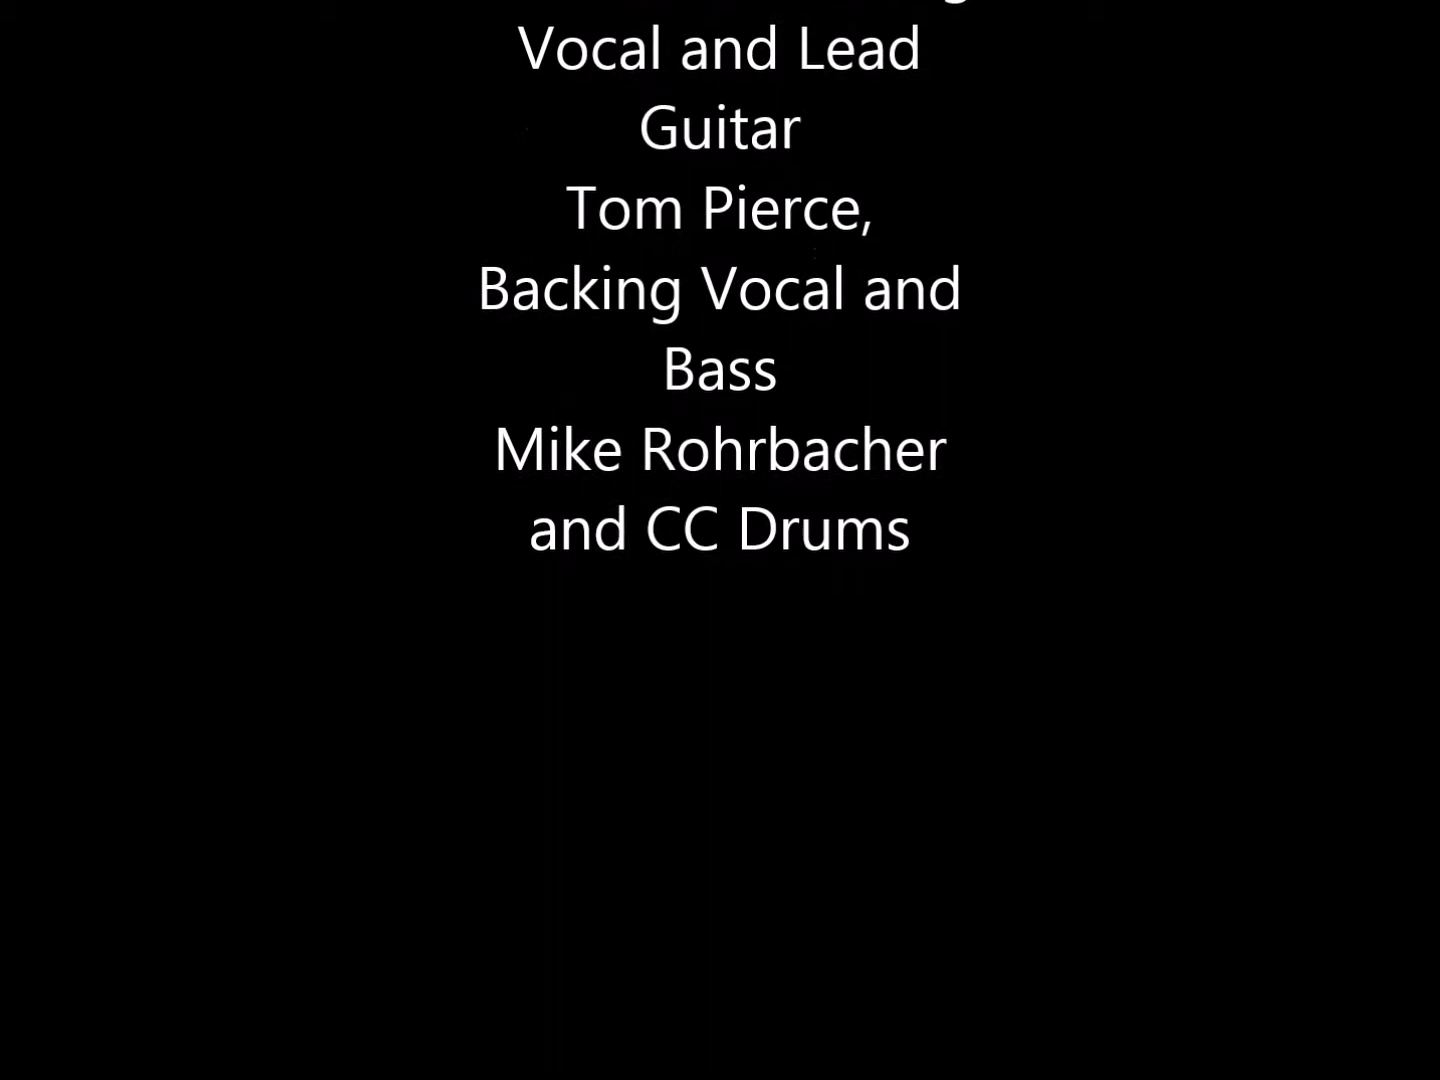 Vocal and Lead
Guitar
Tom Pierce,
Backing Vocal and
Bass
Mike Rohrbacher
and CC Drums